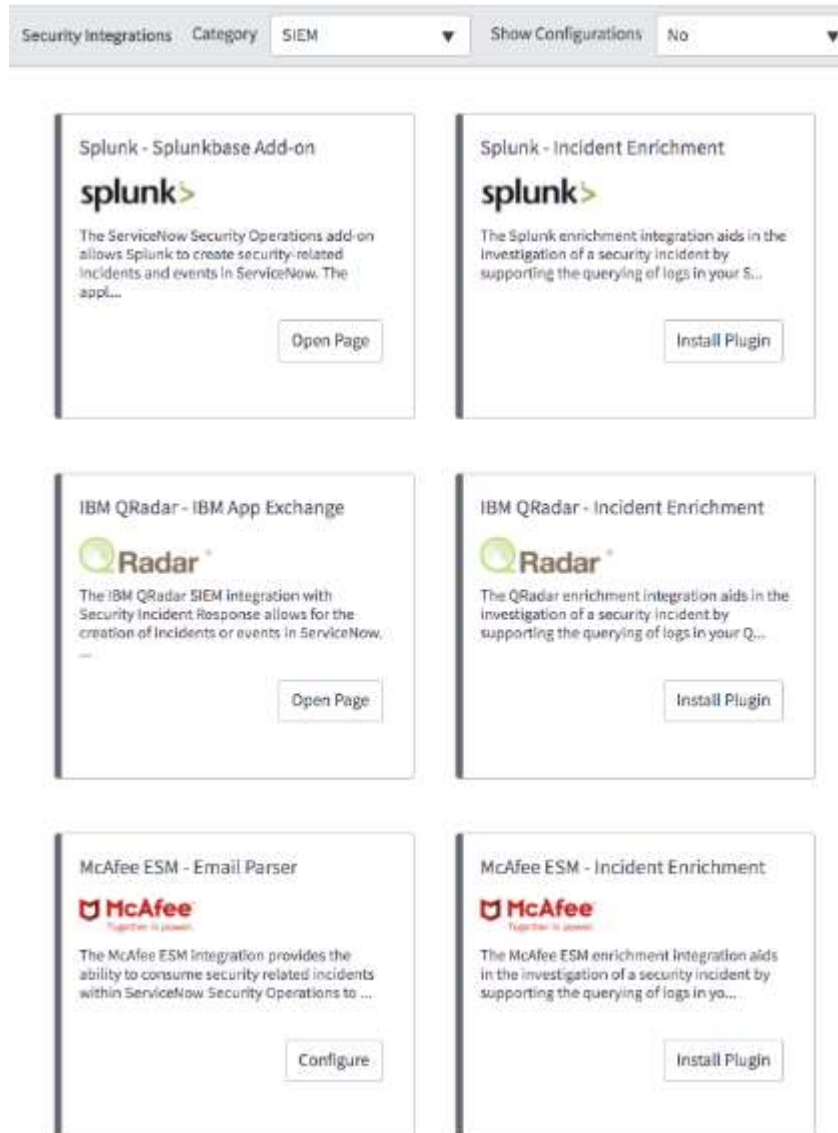 Security Integrations Category SIEM ▼ Show Configurations No ▼
Splunk - Splunkbase Add-on
splunk>
The ServiceNow Security Operations add-on
allows Splunk to create security-related
incidents and events in ServiceNow. The
appl...
Open Page
Splunk - Incident Enrichment
splunk>
The Splunk enrichment integration aids in the
investigation of a security incident by
supporting the querying of logs in your S...
Install Plugin
IBM QRadar - IBM App Exchange
QRadar
The IBM QRadar SIEM integration with
Security Incident Response allows for the
creation of incidents or events in ServiceNow.
...
Open Page
IBM QRadar - Incident Enrichment
QRadar
The QRadar enrichment integration aids in the
investigation of a security incident by
supporting the querying of logs in your Q...
Install Plugin
McAfee ESM - Email Parser
McAfee
Together is power.
The McAfee ESM integration provides the
ability to consume security related incidents
within ServiceNow Security Operations to ...
Configure
McAfee ESM - Incident Enrichment
McAfee
Together is power.
The McAfee ESM enrichment integration aids
in the investigation of a security incident by
supporting the querying of logs in yo...
Install Plugin